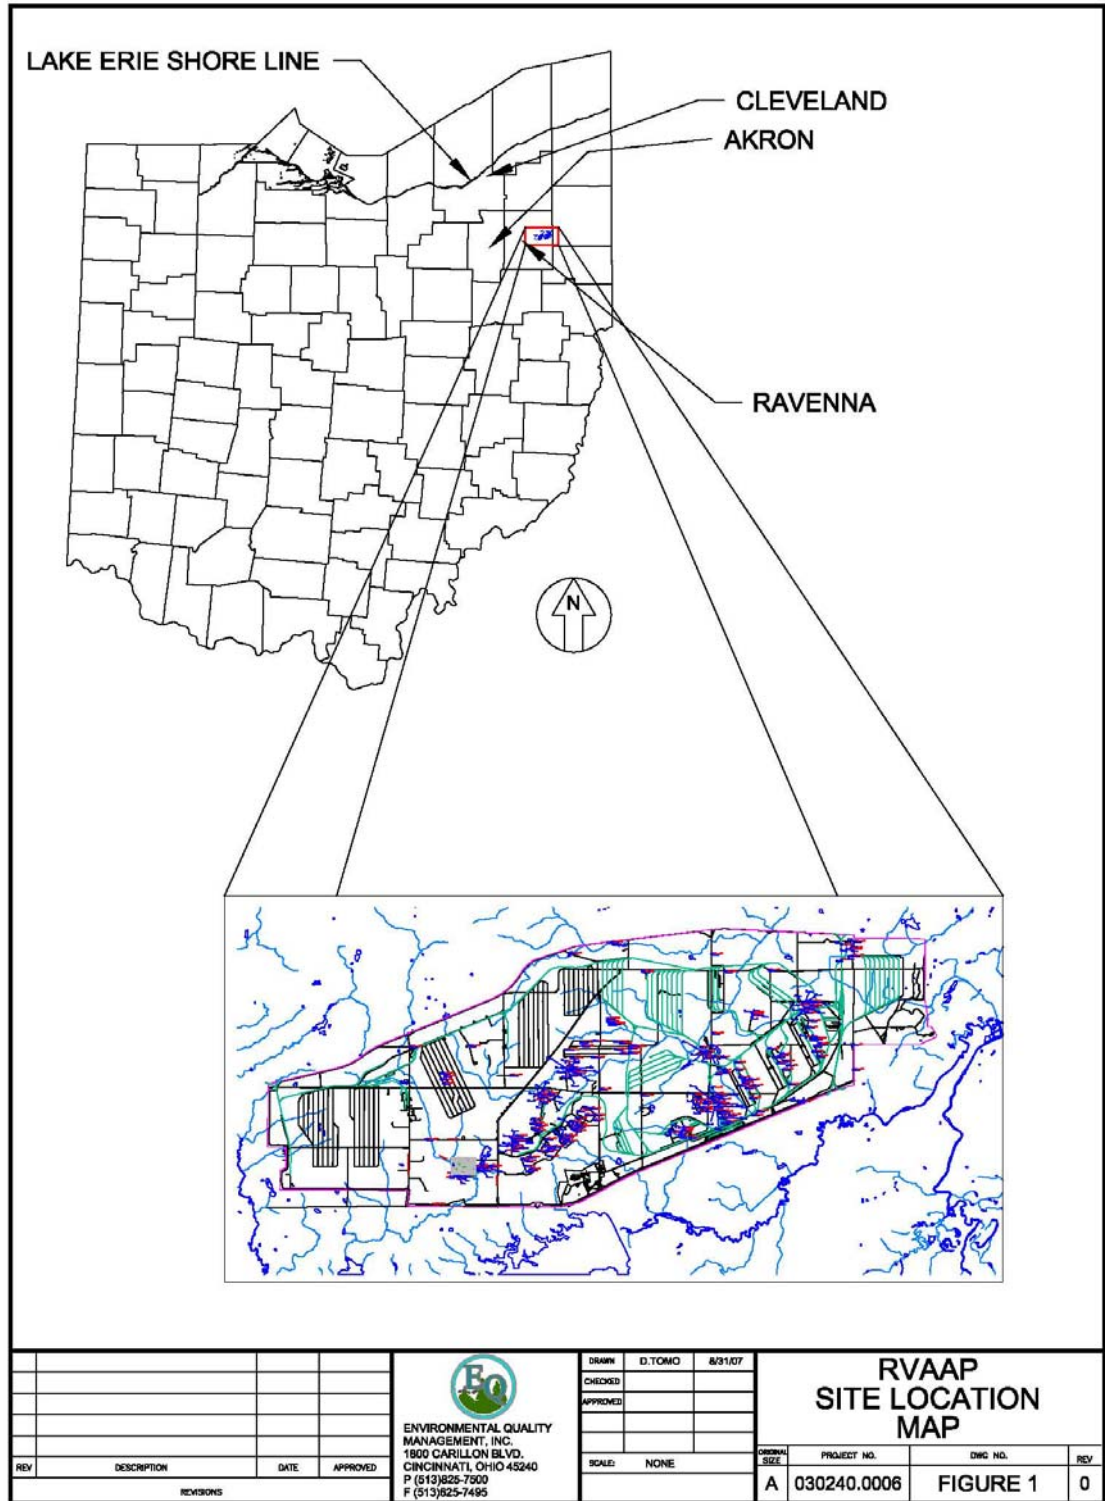 LAKE ERIE SHORE LINE
CLEVELAND
AKRON
RAVENNA
N
REV DESCRIPTION DATE APPROVED
REVISIONS
EQ
ENVIRONMENTAL QUALITY
MANAGEMENT, INC.
1800 CARILLON BLVD.
CINCINNATI, OHIO 45240
P (513)825-7500
F (513)825-7495
DRAWN D.TOMO 8/31/07
CHECKED
APPROVED
SCALE: NONE
RVAAP
SITE LOCATION
MAP
ORIGINAL SIZE PROJECT NO. DWG NO. REV
A 030240.0006 FIGURE 1 0